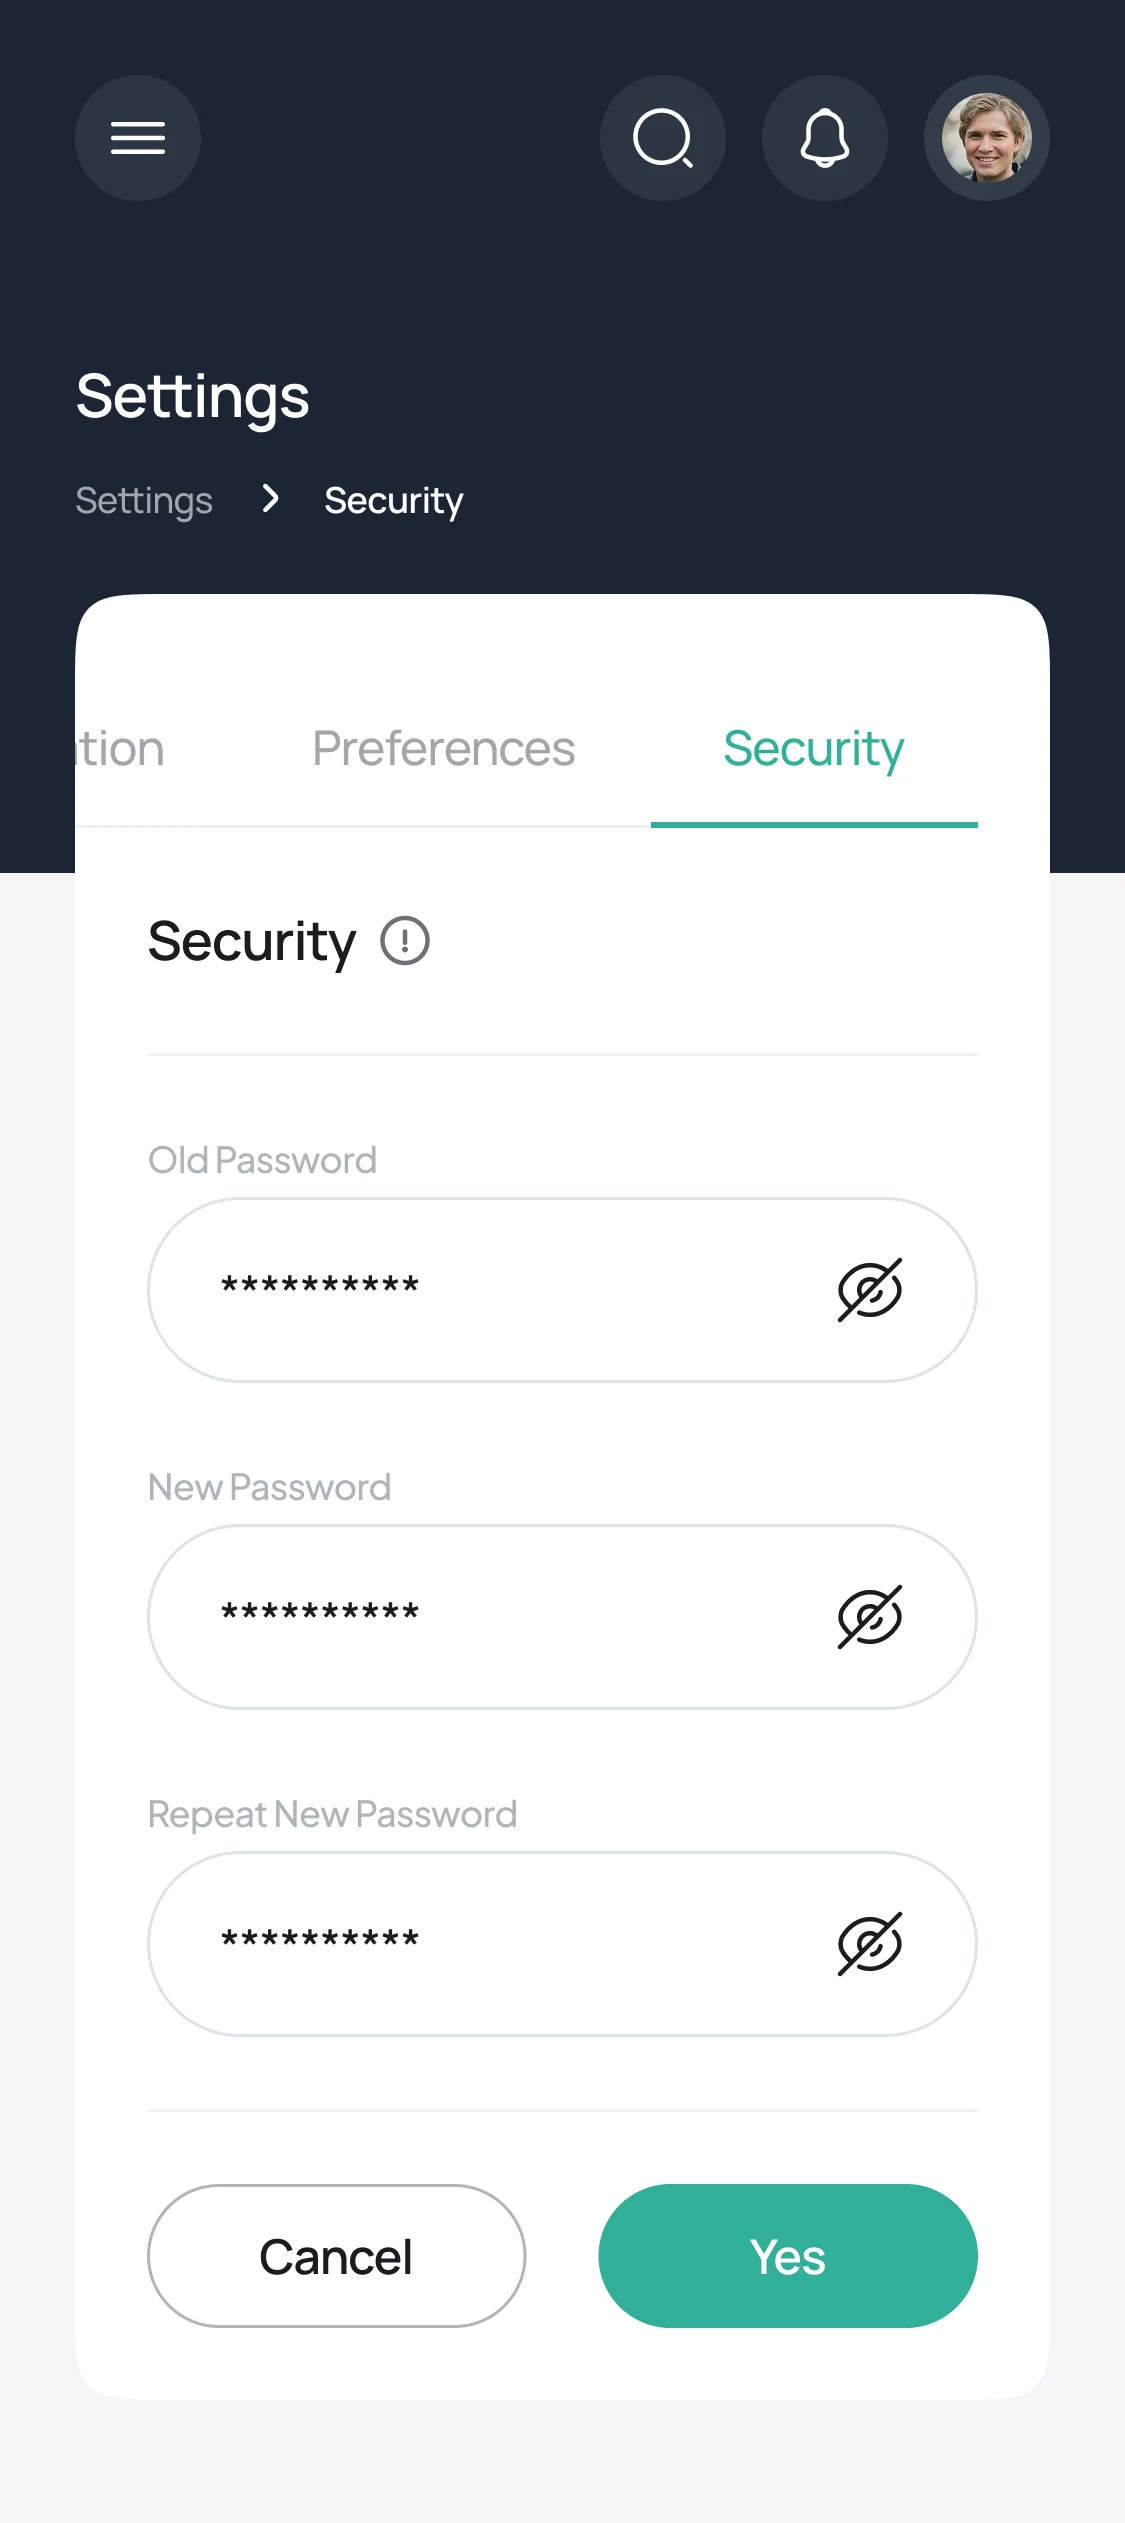 Settings
Settings > Security
tion Preferences Security
Security
Old Password
**********
New Password
**********
Repeat New Password
**********
Cancel Yes